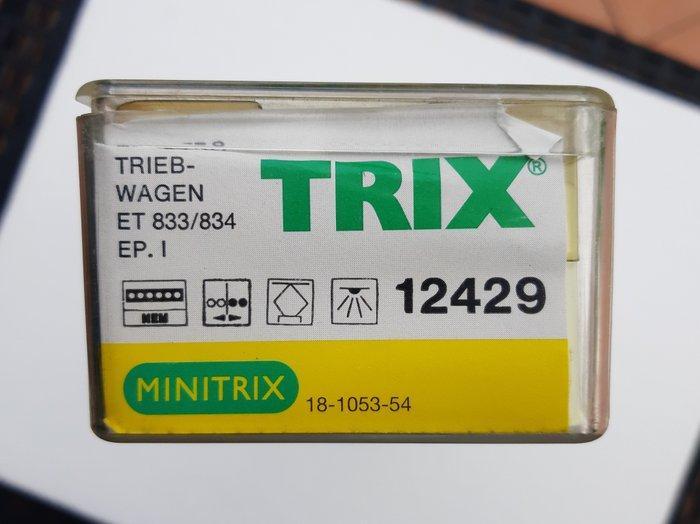 TRIEB-
WAGEN
ET 833/834
EP. I
TRIX®
NEM
12429
MINITRIX
18-1053-54